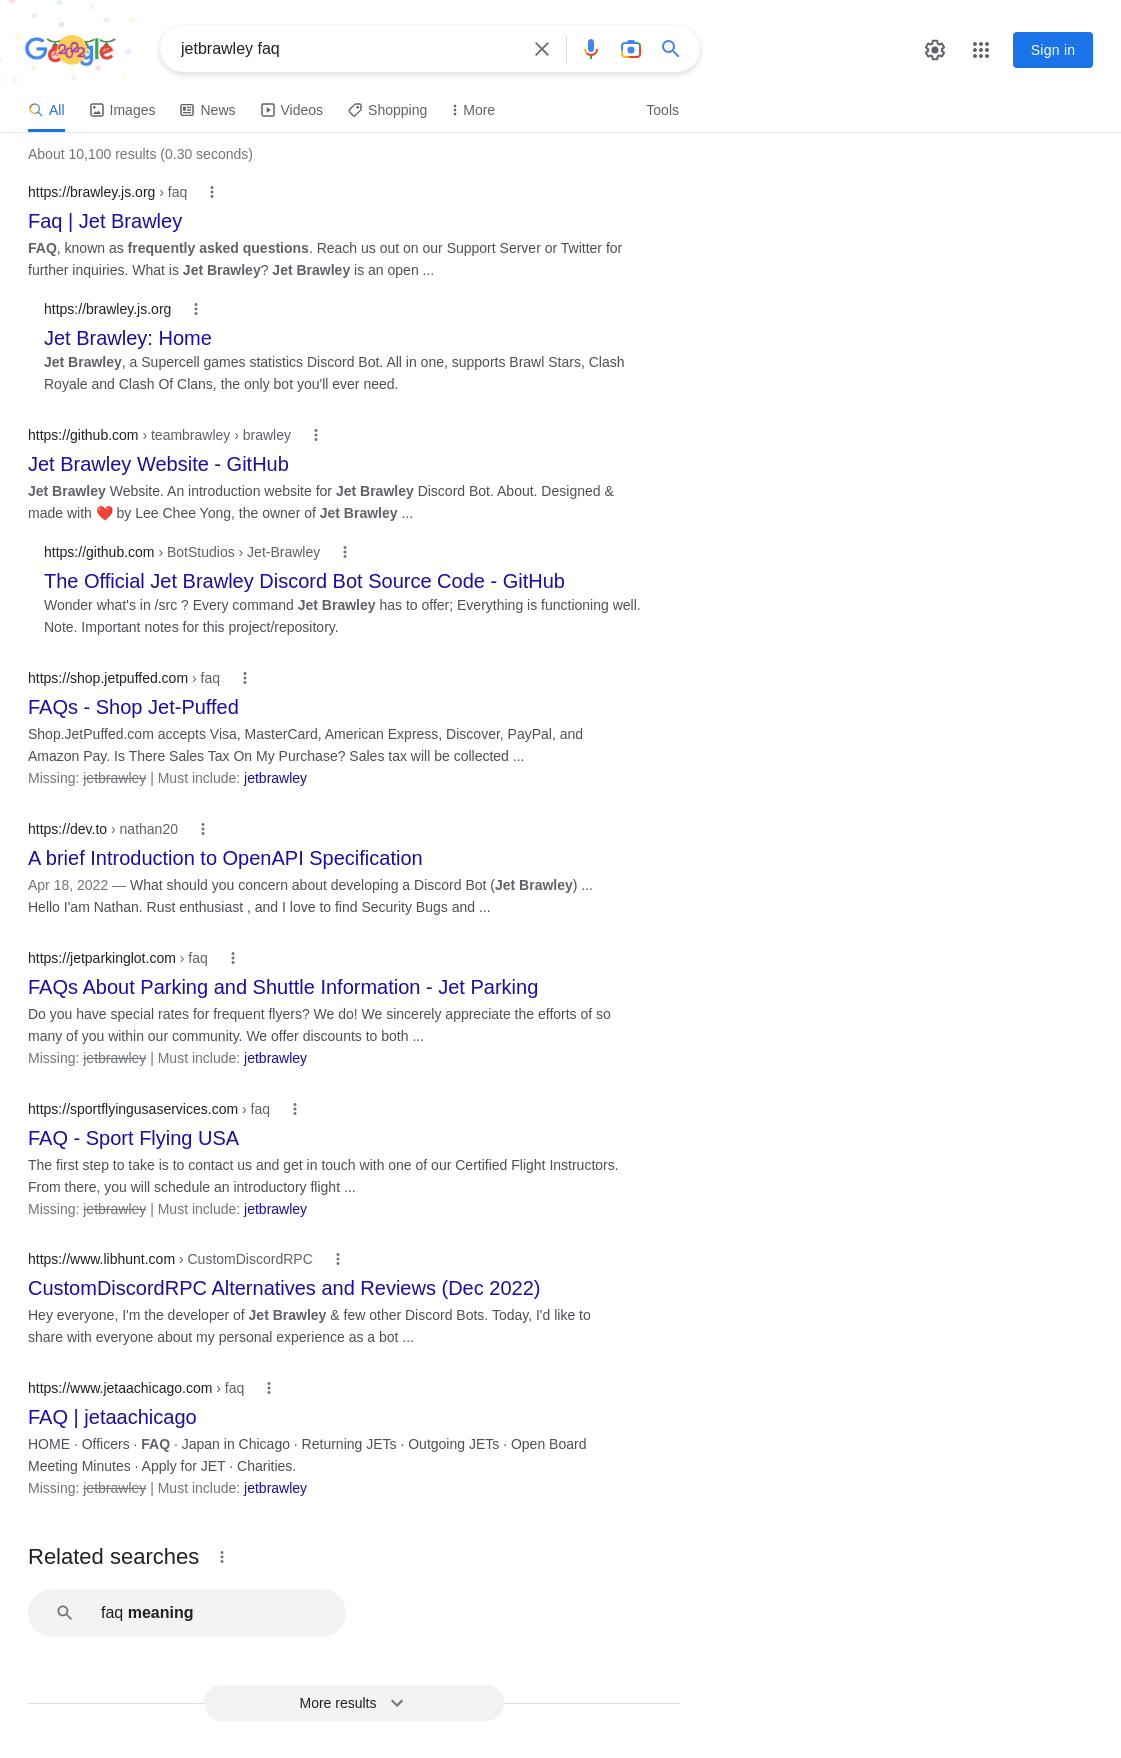 Google
jetbrawley faq
Sign in
All Images News Videos Shopping More Tools
About 10,100 results (0.30 seconds)
https://brawley.js.org › faq
Faq | Jet Brawley
FAQ, known as frequently asked questions. Reach us out on our Support Server or Twitter for
further inquiries. What is Jet Brawley? Jet Brawley is an open ...
https://brawley.js.org
Jet Brawley: Home
Jet Brawley, a Supercell games statistics Discord Bot. All in one, supports Brawl Stars, Clash
Royale and Clash Of Clans, the only bot you'll ever need.
https://github.com › teambrawley › brawley
Jet Brawley Website - GitHub
Jet Brawley Website. An introduction website for Jet Brawley Discord Bot. About. Designed &
made with ❤️ by Lee Chee Yong, the owner of Jet Brawley ...
https://github.com › BotStudios › Jet-Brawley
The Official Jet Brawley Discord Bot Source Code - GitHub
Wonder what's in /src ? Every command Jet Brawley has to offer; Everything is functioning well.
Note. Important notes for this project/repository.
https://shop.jetpuffed.com › faq
FAQs - Shop Jet-Puffed
Shop.JetPuffed.com accepts Visa, MasterCard, American Express, Discover, PayPal, and
Amazon Pay. Is There Sales Tax On My Purchase? Sales tax will be collected ...
Missing: jetbrawley | Must include: jetbrawley
https://dev.to › nathan20
A brief Introduction to OpenAPI Specification
Apr 18, 2022 — What should you concern about developing a Discord Bot (Jet Brawley) ...
Hello I'am Nathan. Rust enthusiast , and I love to find Security Bugs and ...
https://jetparkinglot.com › faq
FAQs About Parking and Shuttle Information - Jet Parking
Do you have special rates for frequent flyers? We do! We sincerely appreciate the efforts of so
many of you within our community. We offer discounts to both ...
Missing: jetbrawley | Must include: jetbrawley
https://sportflyingusaservices.com › faq
FAQ - Sport Flying USA
The first step to take is to contact us and get in touch with one of our Certified Flight Instructors.
From there, you will schedule an introductory flight ...
Missing: jetbrawley | Must include: jetbrawley
https://www.libhunt.com › CustomDiscordRPC
CustomDiscordRPC Alternatives and Reviews (Dec 2022)
Hey everyone, I'm the developer of Jet Brawley & few other Discord Bots. Today, I'd like to
share with everyone about my personal experience as a bot ...
https://www.jetaachicago.com › faq
FAQ | jetaachicago
HOME · Officers · FAQ · Japan in Chicago · Returning JETs · Outgoing JETs · Open Board
Meeting Minutes · Apply for JET · Charities.
Missing: jetbrawley | Must include: jetbrawley
Related searches
faq meaning
More results